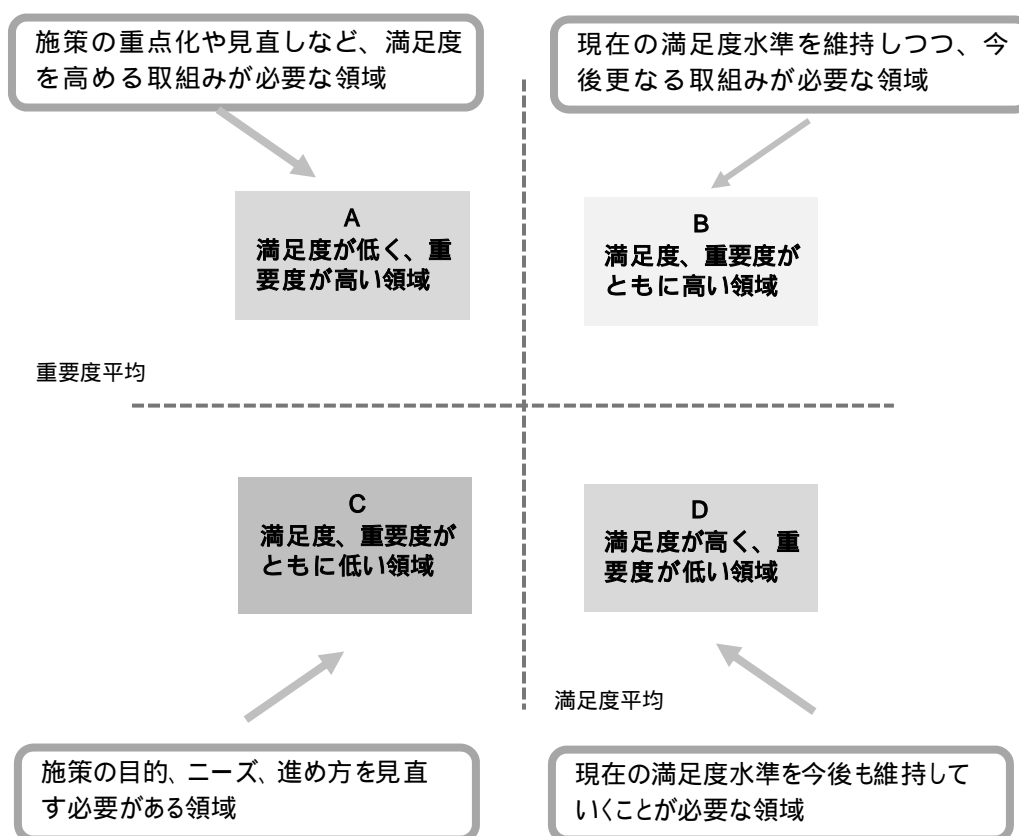 施策の重点化や見直しなど、満足度
を高める取組みが必要な領域
現在の満足度水準を維持しつつ、今
後更なる取組みが必要な領域
A
満足度が低く、重
要度が高い領域
B
満足度、重要度が
ともに高い領域
重要度平均
C
満足度、重要度が
ともに低い領域
D
満足度が高く、重
要度が低い領域
満足度平均
施策の目的、ニーズ、進め方を見直
す必要がある領域
現在の満足度水準を今後も維持して
いくことが必要な領域